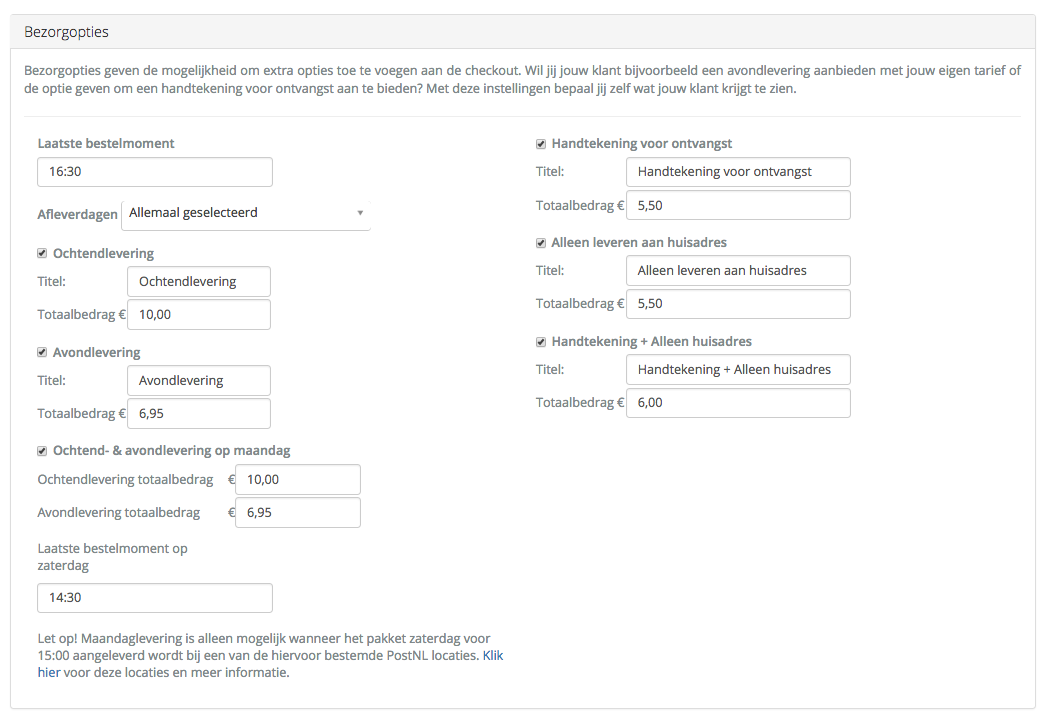 Bezorgopties
Bezorgopties geven de mogelijkheid om extra opties toe te voegen aan de checkout. Wil jij jouw klant bijvoorbeeld een avondlevering aanbieden met jouw eigen tarief of
de optie geven om een handtekening voor ontvangst aan te bieden? Met deze instellingen bepaal jij zelf wat jouw klant krijgt te zien.
Laatste bestelmoment
16:30
Afleverdagen Allemaal geselecteerd
Ochtendlevering
Titel: Ochtendlevering
Totaalbedrag € 10,00
Avondlevering
Titel: Avondlevering
Totaalbedrag € 6,95
Ochtend- & avondlevering op maandag
Ochtendlevering totaalbedrag € 10,00
Avondlevering totaalbedrag € 6,95
Laatste bestelmoment op
zaterdag
14:30
Let op! Maandaglevering is alleen mogelijk wanneer het pakket zaterdag voor
15:00 aangeleverd wordt bij een van de hiervoor bestemde PostNL locaties. Klik
hier voor deze locaties en meer informatie.
Handtekening voor ontvangst
Titel: Handtekening voor ontvangst
Totaalbedrag € 5,50
Alleen leveren aan huisadres
Titel: Alleen leveren aan huisadres
Totaalbedrag € 5,50
Handtekening + Alleen huisadres
Titel: Handtekening + Alleen huisadres
Totaalbedrag € 6,00